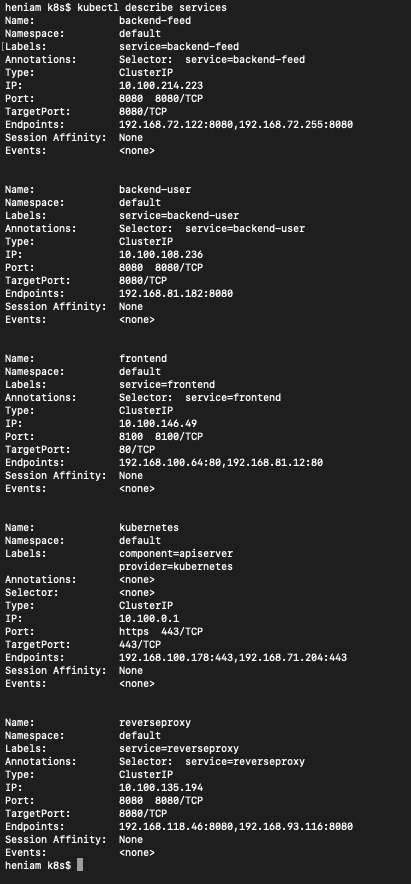 heniam k8s$ kubectl describe services
Name:              backend-feed
Namespace:         default
Labels:            service=backend-feed
Annotations:       Selector:  service=backend-feed
Type:              ClusterIP
IP:                10.100.214.223
Port:              8080  8080/TCP
TargetPort:        8080/TCP
Endpoints:         192.168.72.122:8080,192.168.72.255:8080
Session Affinity:  None
Events:            <none>
Name:              backend-user
Namespace:         default
Labels:            service=backend-user
Annotations:       Selector:  service=backend-user
Type:              ClusterIP
IP:                10.100.108.236
Port:              8080  8080/TCP
TargetPort:        8080/TCP
Endpoints:         192.168.81.182:8080
Session Affinity:  None
Events:            <none>
Name:              frontend
Namespace:         default
Labels:            service=frontend
Annotations:       Selector:  service=frontend
Type:              ClusterIP
IP:                10.100.146.49
Port:              8100  8100/TCP
TargetPort:        80/TCP
Endpoints:         192.168.100.64:80,192.168.81.12:80
Session Affinity:  None
Events:            <none>
Name:              kubernetes
Namespace:         default
Labels:            component=apiserver
                   provider=kubernetes
Annotations:       <none>
Selector:          <none>
Type:              ClusterIP
IP:                10.100.0.1
Port:              https  443/TCP
TargetPort:        443/TCP
Endpoints:         192.168.100.178:443,192.168.71.204:443
Session Affinity:  None
Events:            <none>
Name:              reverseproxy
Namespace:         default
Labels:            service=reverseproxy
Annotations:       Selector:  service=reverseproxy
Type:              ClusterIP
IP:                10.100.135.194
Port:              8080  8080/TCP
TargetPort:        8080/TCP
Endpoints:         192.168.118.46:8080,192.168.93.116:8080
Session Affinity:  None
Events:            <none>
heniam k8s$